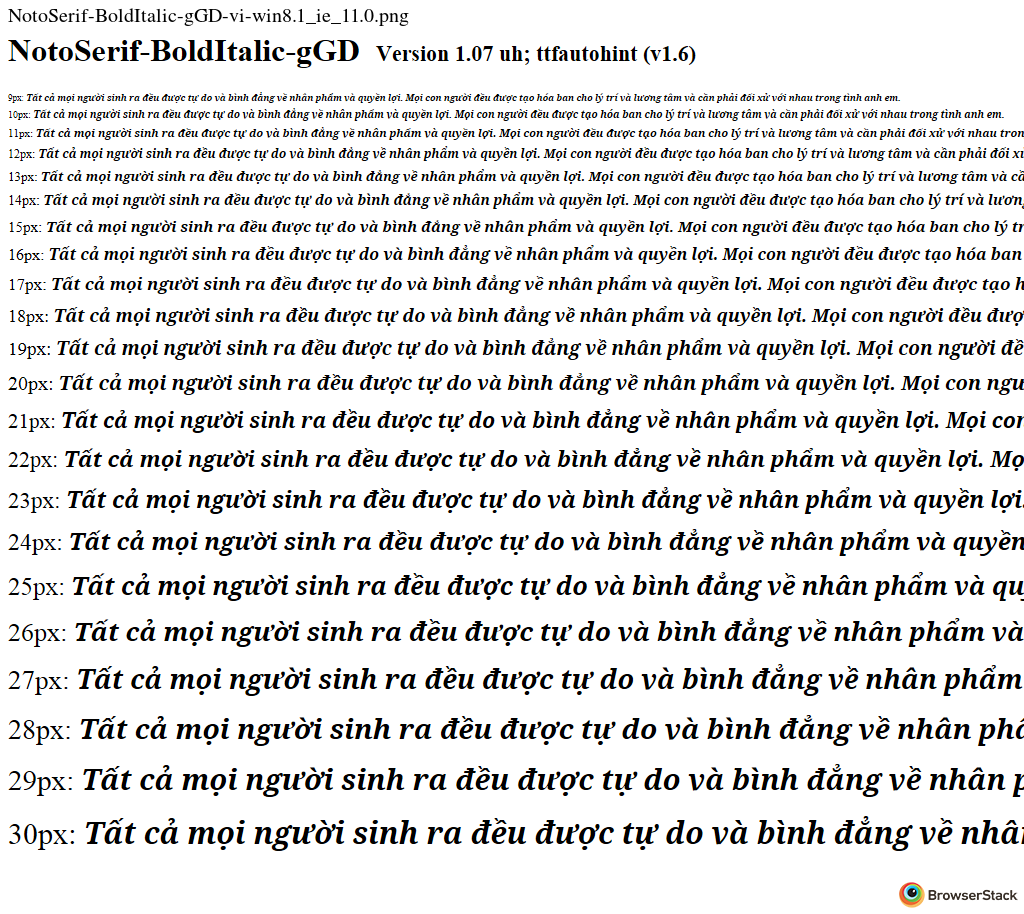 NotoSerif-BoldItalic-gGD-vi-win8.1_ie_11.0.png
NotoSerif-BoldItalic-gGD Version 1.07 uh; ttfautohint (v1.6)
9px: Tất cả mọi người sinh ra đều được tự do và bình đẳng về nhân phẩm và quyền lợi. Mọi con người đều được tạo hóa ban cho lý trí và lương tâm và cần phải đối xử với nhau trong tình anh em.
10px: Tất cả mọi người sinh ra đều được tự do và bình đẳng về nhân phẩm và quyền lợi. Mọi con người đều được tạo hóa ban cho lý trí và lương tâm và cần phải đối xử với nhau trong tình anh em.
11px: Tất cả mọi người sinh ra đều được tự do và bình đẳng về nhân phẩm và quyền lợi. Mọi con người đều được tạo hóa ban cho lý trí và lương tâm và cần phải đối xử với nhau tron
12px: Tất cả mọi người sinh ra đều được tự do và bình đẳng về nhân phẩm và quyền lợi. Mọi con người đều được tạo hóa ban cho lý trí và lương tâm và cần phải đối x
13px: Tất cả mọi người sinh ra đều được tự do và bình đẳng về nhân phẩm và quyền lợi. Mọi con người đều được tạo hóa ban cho lý trí và lương tâm và c
14px: Tất cả mọi người sinh ra đều được tự do và bình đẳng về nhân phẩm và quyền lợi. Mọi con người đều được tạo hóa ban cho lý trí và lươn
15px: Tất cả mọi người sinh ra đều được tự do và bình đẳng về nhân phẩm và quyền lợi. Mọi con người đều được tạo hóa ban cho lý tr
16px: Tất cả mọi người sinh ra đều được tự do và bình đẳng về nhân phẩm và quyền lợi. Mọi con người đều được tạo hóa ban
17px: Tất cả mọi người sinh ra đều được tự do và bình đẳng về nhân phẩm và quyền lợi. Mọi con người đều được tạo h
18px: Tất cả mọi người sinh ra đều được tự do và bình đẳng về nhân phẩm và quyền lợi. Mọi con người đều đượ
19px: Tất cả mọi người sinh ra đều được tự do và bình đẳng về nhân phẩm và quyền lợi. Mọi con người đề
20px: Tất cả mọi người sinh ra đều được tự do và bình đẳng về nhân phẩm và quyền lợi. Mọi con ngư
21px: Tất cả mọi người sinh ra đều được tự do và bình đẳng về nhân phẩm và quyền lợi. Mọi con
22px: Tất cả mọi người sinh ra đều được tự do và bình đẳng về nhân phẩm và quyền lợi. Mọ
23px: Tất cả mọi người sinh ra đều được tự do và bình đẳng về nhân phẩm và quyền lợi.
24px: Tất cả mọi người sinh ra đều được tự do và bình đẳng về nhân phẩm và quyền
25px: Tất cả mọi người sinh ra đều được tự do và bình đẳng về nhân phẩm và qu
26px: Tất cả mọi người sinh ra đều được tự do và bình đẳng về nhân phẩm và
27px: Tất cả mọi người sinh ra đều được tự do và bình đẳng về nhân phẩm
28px: Tất cả mọi người sinh ra đều được tự do và bình đẳng về nhân phâ
29px: Tất cả mọi người sinh ra đều được tự do và bình đẳng về nhân p
30px: Tất cả mọi người sinh ra đều được tự do và bình đẳng về nhân
BrowserStack